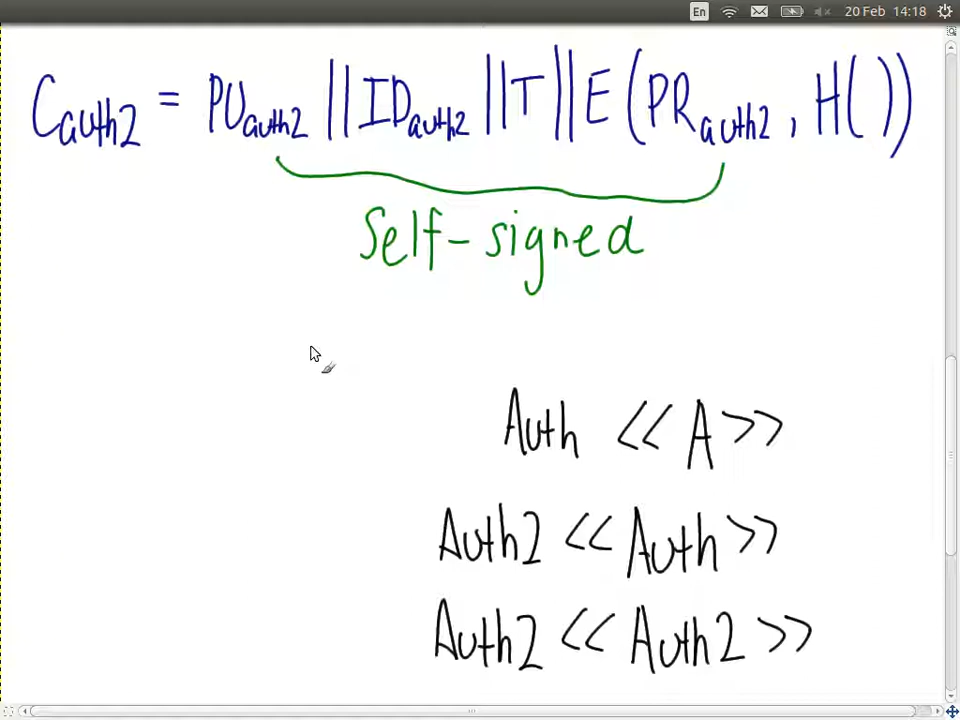 En 20 Feb 14:18
C_auth2 = PU_auth2 || ID_auth2 || T || E(PR_auth2, H())
Self-signed
Auth << A >>
Auth2 << Auth >>
Auth2 << Auth2 >>